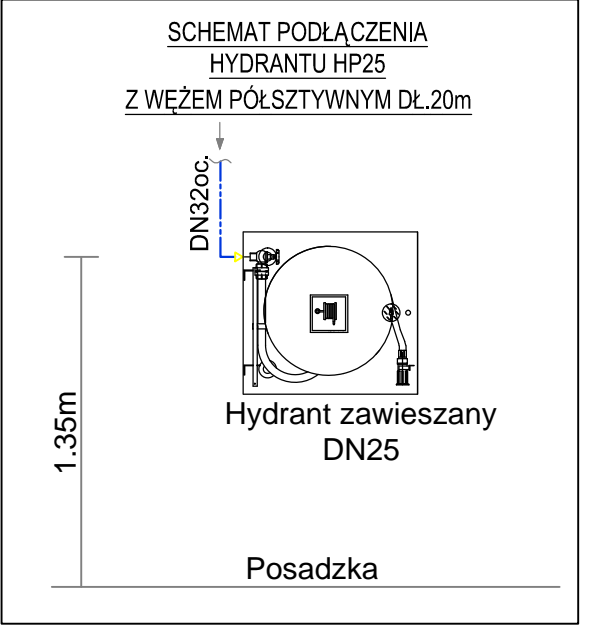 SCHEMAT PODŁĄCZENIA
HYDRANTU HP25
Z WĘŻEM PÓŁSZTYWNYM DŁ.20m
DN32oc.
1.35m
Hydrant zawieszany
DN25
Posadzka